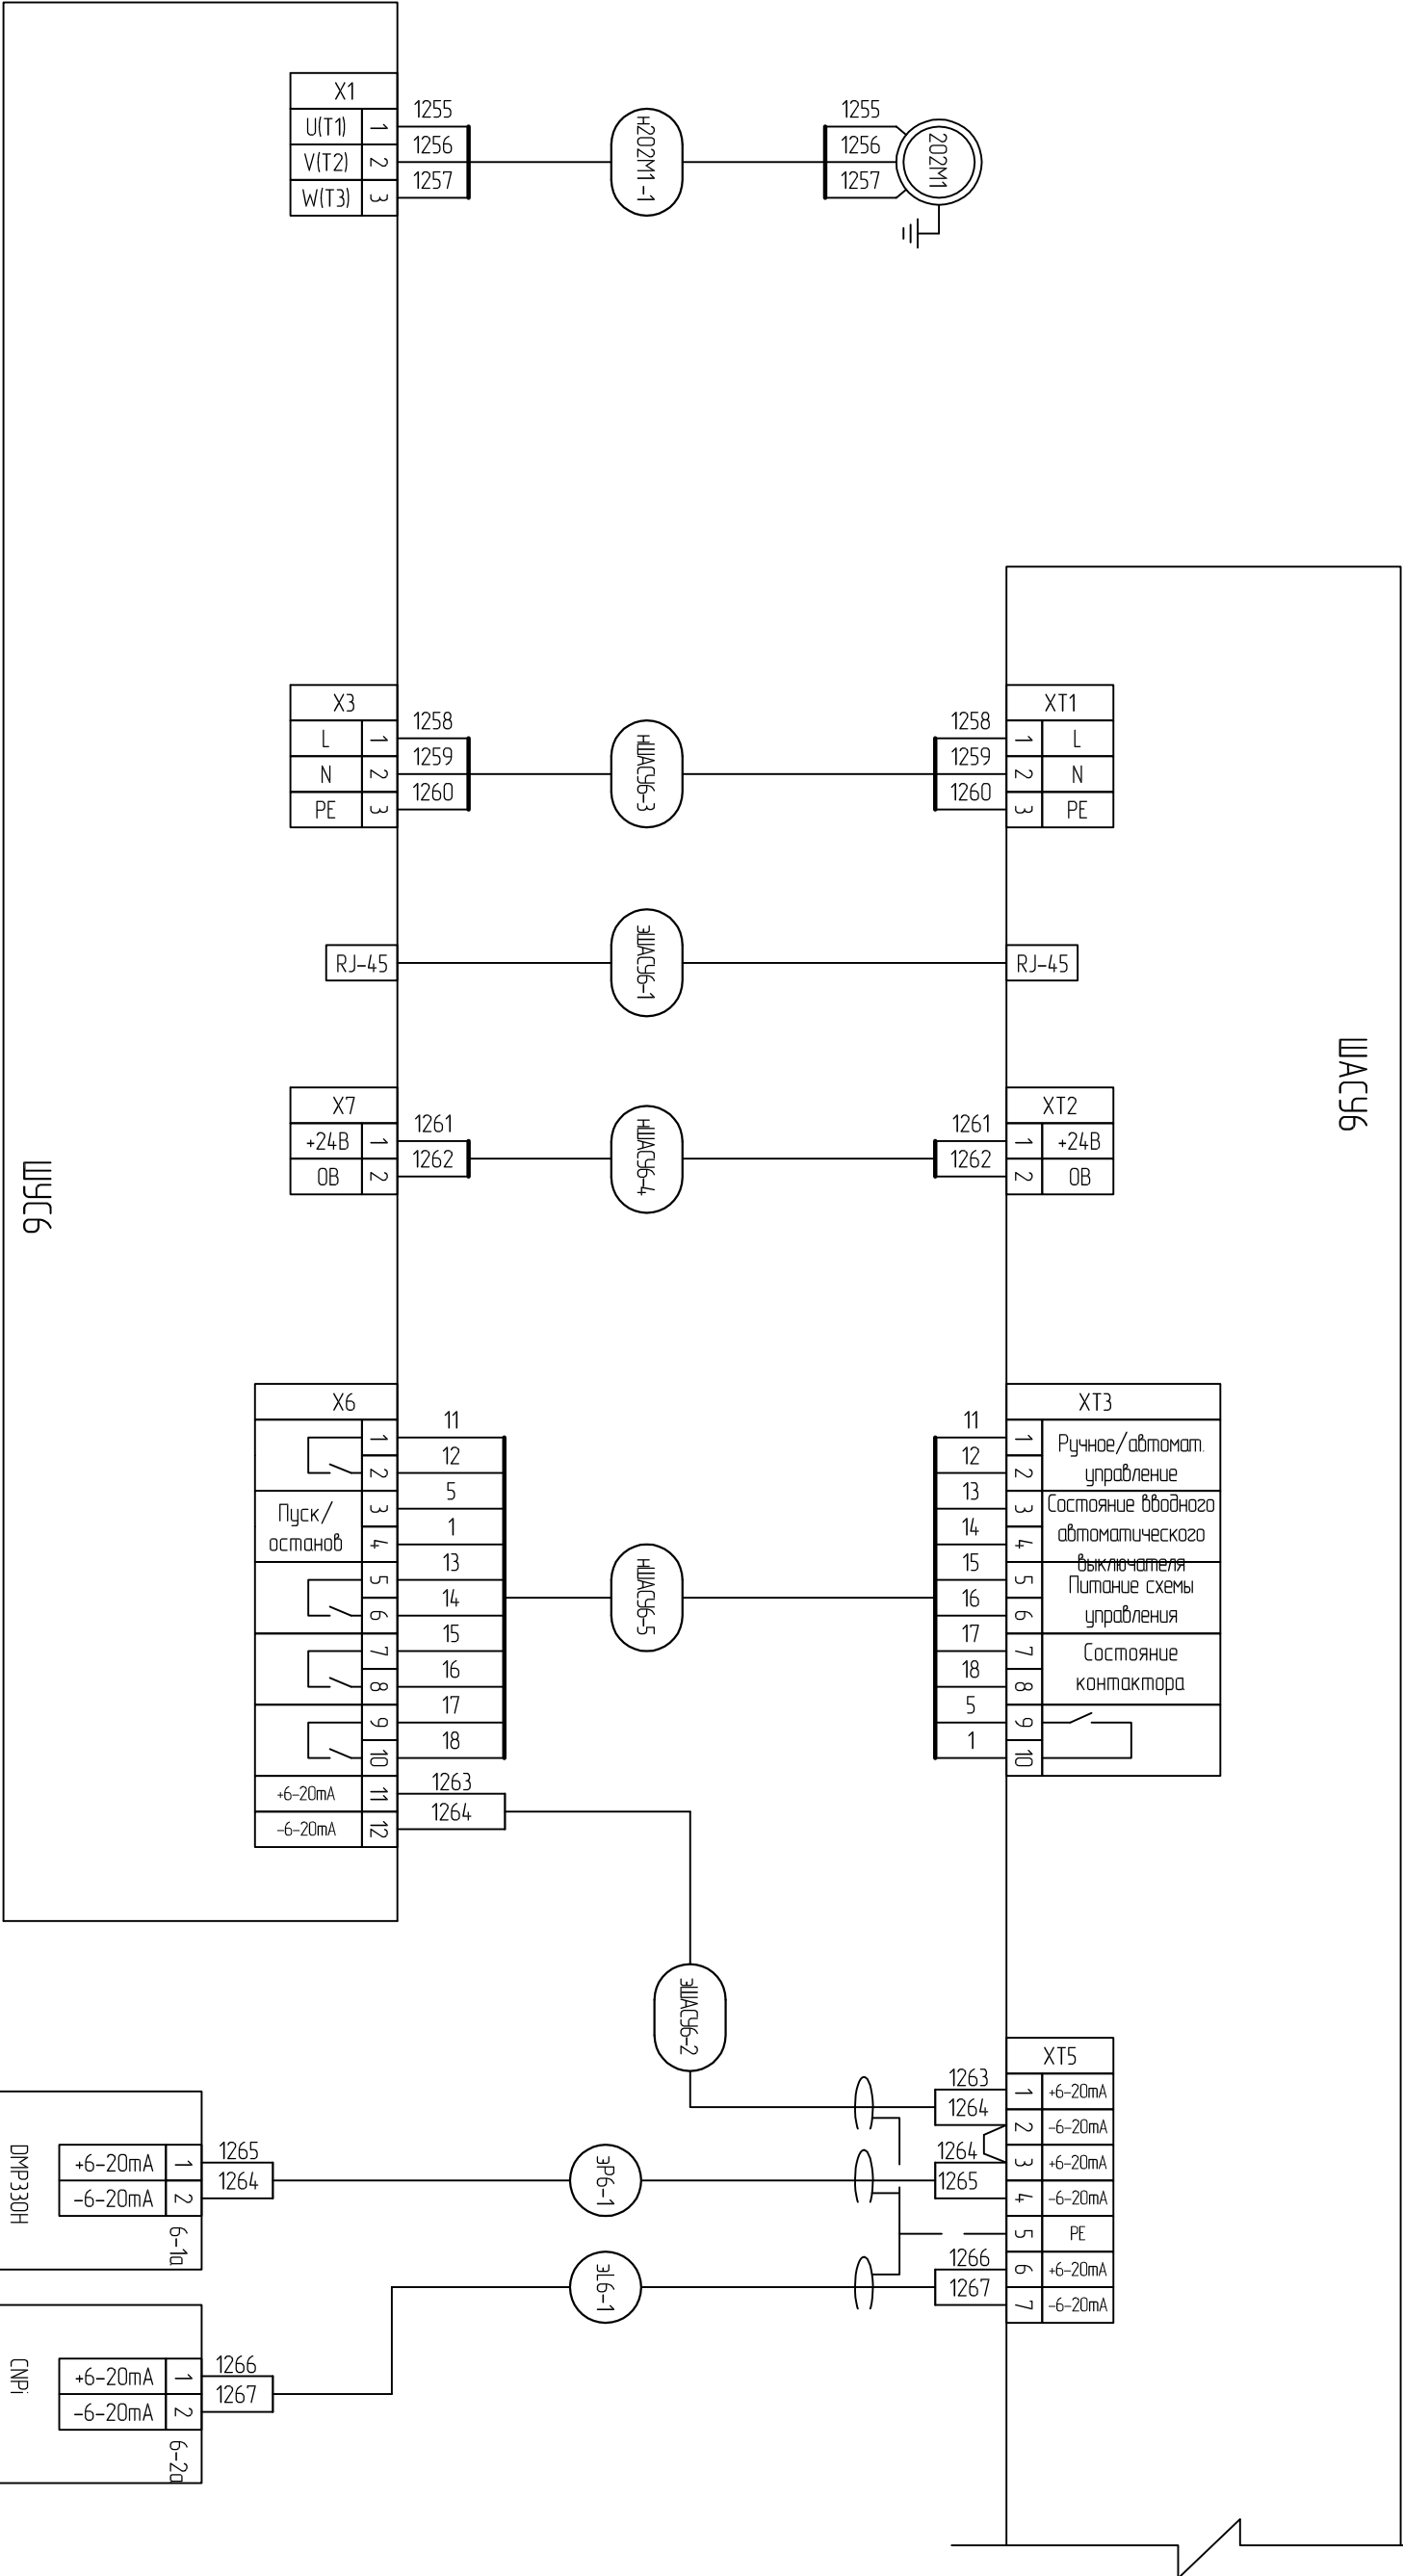 X1
U(T1) 1
V(T2) 2
W(T3) 3
1255
1256
1257
н202М1-1
1255
1256
1257
202М1
X3
L 1
N 2
PE 3
1258
1259
1260
нШАСУ6-3
1258
1259
1260
XT1
1 L
2 N
3 PE
RJ-45
эШАСУ6-1
RJ-45
ШАСУ6
X7
+24В 1
0В 2
1261
1262
нШАСУ6-4
1261
1262
XT2
1 +24В
2 0В
ШУС6
X6
1
2
Пуск/ 3
останов 4
5
6
7
8
9
10
+6-20mA 11
-6-20mA 12
11
12
5
1
13
14
15
16
17
18
1263
1264
нШАСУ6-5
11
12
13
14
15
16
17
18
5
1
XT3
1 Ручное/автомат.
2 управление
3 Состояние вводного
4 автоматического
выключателя
5 Питание схемы
6 управления
7 Состояние
8 контактора
9
10
эШАСУ6-2
1263
1264
1264
1265
1266
1267
XT5
1 +6-20mA
2 -6-20mA
3 +6-20mA
4 -6-20mA
5 PE
6 +6-20mA
7 -6-20mA
DMP330H
+6-20mA 1
-6-20mA 2
6-1а
1265
1264
эР6-1
эL6-1
CNPi
+6-20mA 1
-6-20mA 2
6-2а
1266
1267